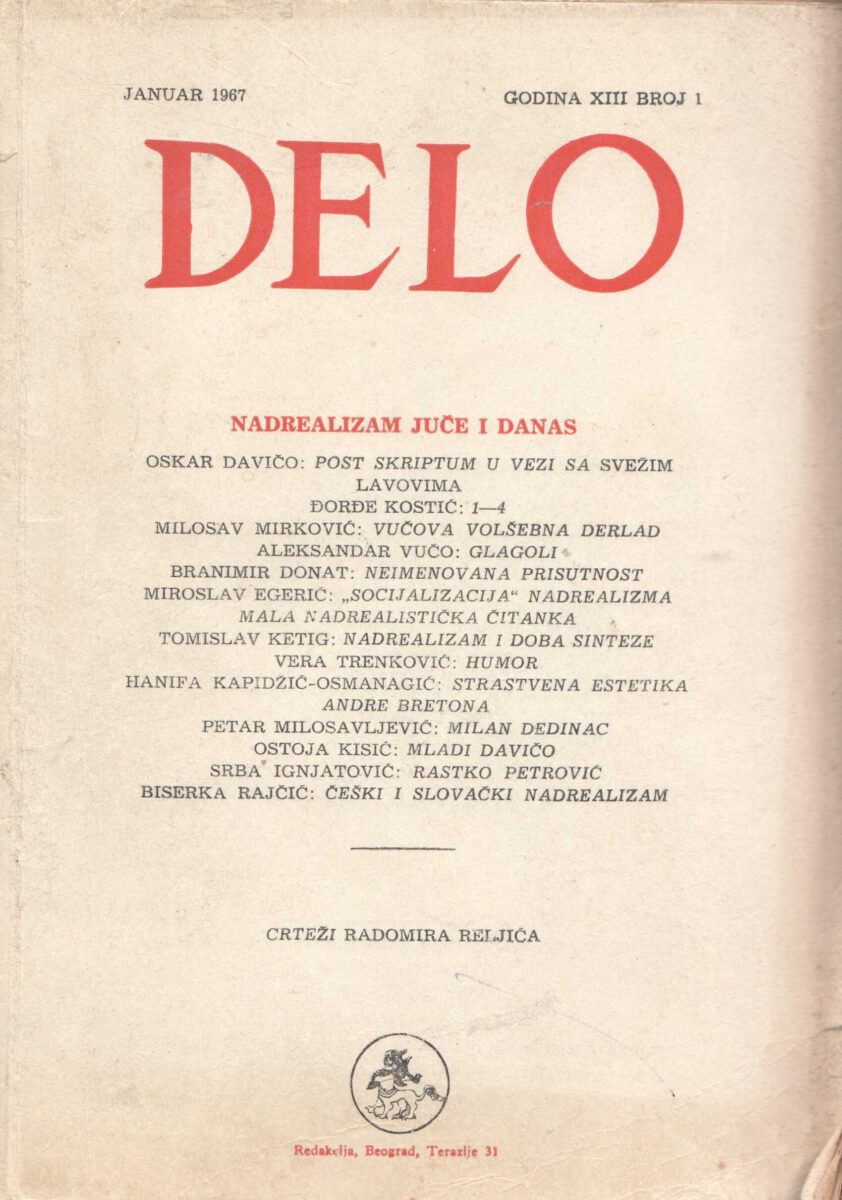 JANUAR 1967
GODINA XIII BROJ 1
DELO
NADREALIZAM JUČE I DANAS
OSKAR DAVIČO: POST SKRIPTUM U VEZI SA SVEŽIM
LAVOVIMA
ĐORĐE KOSTIĆ: 1—4
MILOSAV MIRKOVIĆ: VUČOVA VOLŠEBNA DERLAD
ALEKSANDAR VUČO: GLAGOLI
BRANIMIR DONAT: NEIMENOVANA PRISUTNOST
MIROSLAV EGERIĆ: „SOCIJALIZACIJA“ NADREALIZMA
MALA NADREALISTIČKA ČITANKA
TOMISLAV KETIG: NADREALIZAM I DOBA SINTEZE
VERA TRENKOVIĆ: HUMOR
HANIFA KAPIDŽIĆ-OSMANAGIĆ: STRASTVENA ESTETIKA
ANDRE BRETONA
PETAR MILOSAVLJEVIĆ: MILAN DEDINAC
OSTOJA KISIĆ: MLADI DAVIČO
SRBA IGNJATOVIĆ: RASTKO PETROVIĆ
BISERKA RAJČIĆ: ČEŠKI I SLOVAČKI NADREALIZAM
CRTEŽI RADOMIRA RELJIĆA
Redakcija, Beograd, Terazije 31